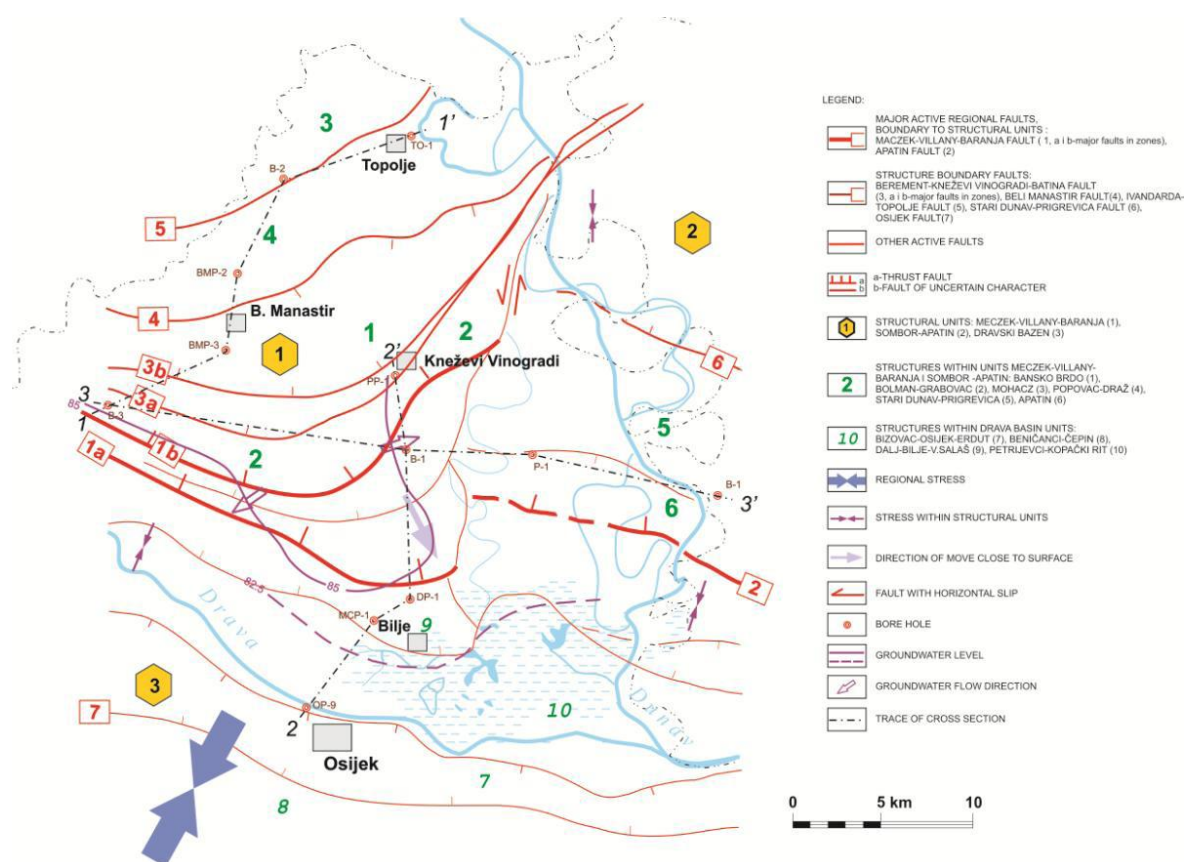 3
1'
TO-1
Topolje
B-2
5
4
2
BMP-2
4
B. Manastir
1
1
2
2'
Kneževi Vinogradi
6
BMP-3
3b
PP-1
3
3a
B-3
85
1
1b
1a
2
B-1
P-1
5
B-1
3'
6
2
85
82.5
DP-1
MCP-1
Bilje
9
Drava
3
OP-9
10
Dunav
7
2
Osijek
7
8
LEGEND:
MAJOR ACTIVE REGIONAL FAULTS,
BOUNDARY TO STRUCTURAL UNITS :
MACZEK-VILLANY-BARANJA FAULT ( 1, a i b-major faults in zones),
APATIN FAULT (2)
STRUCTURE BOUNDARY FAULTS:
BEREMENT-KNEŽEVI VINOGRADI-BATINA FAULT
(3, a i b-major faults in zones), BELI MANASTIR FAULT(4), IVANDARDA-
TOPOLJE FAULT (5), STARI DUNAV-PRIGREVICA FAULT (6),
OSIJEK FAULT(7)
OTHER ACTIVE FAULTS
a
b
a-THRUST FAULT
b-FAULT OF UNCERTAIN CHARACTER
1
STRUCTURAL UNITS: MECZEK-VILLANY-BARANJA (1),
SOMBOR-APATIN (2), DRAVSKI BAZEN (3)
2
STRUCTURES WITHIN UNITS MECZEK-VILLANY-
BARANJA I SOMBOR -APATIN: BANSKO BRDO (1),
BOLMAN-GRABOVAC (2), MOHACZ (3), POPOVAC-DRAŽ (4),
STARI DUNAV-PRIGREVICA (5), APATIN (6)
10
STRUCTURES WITHIN DRAVA BASIN UNITS:
BIZOVAC-OSIJEK-ERDUT (7), BENIČANCI-ČEPIN (8),
DALJ-BILJE-V.SALAŠ (9), PETRIJEVCI-KOPAČKI RIT (10)
REGIONAL STRESS
STRESS WITHIN STRUCTURAL UNITS
DIRECTION OF MOVE CLOSE TO SURFACE
FAULT WITH HORIZONTAL SLIP
BORE HOLE
GROUNDWATER LEVEL
GROUNDWATER FLOW DIRECTION
TRACE OF CROSS SECTION
0 5 km 10